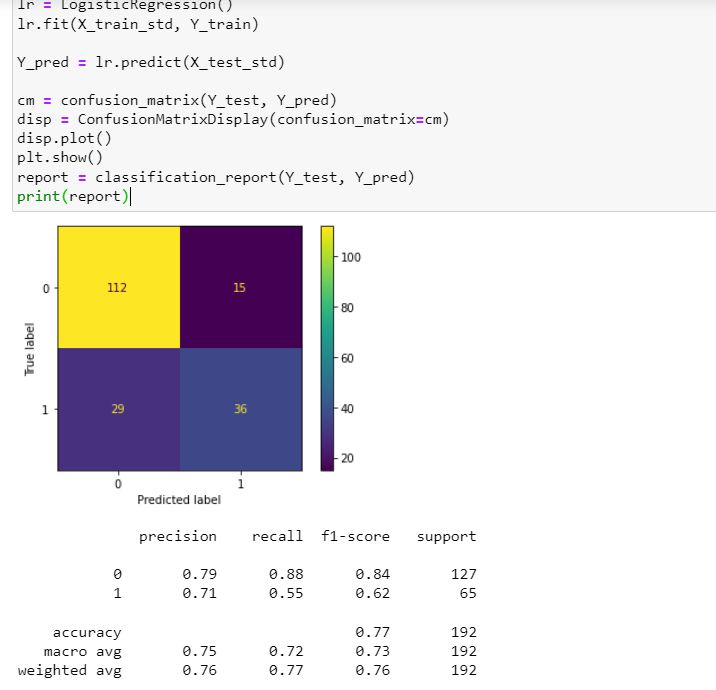 lr = LogisticRegression()
lr.fit(X_train_std, Y_train)
Y_pred = lr.predict(X_test_std)
cm = confusion_matrix(Y_test, Y_pred)
disp = ConfusionMatrixDisplay(confusion_matrix=cm)
disp.plot()
plt.show()
report = classification_report(Y_test, Y_pred)
print(report)
100
0 112 15
80
True label
60
1 29 36
40
20
0 1
Predicted label
precision recall f1-score support
0 0.79 0.88 0.84 127
1 0.71 0.55 0.62 65
accuracy 0.77 192
macro avg 0.75 0.72 0.73 192
weighted avg 0.76 0.77 0.76 192